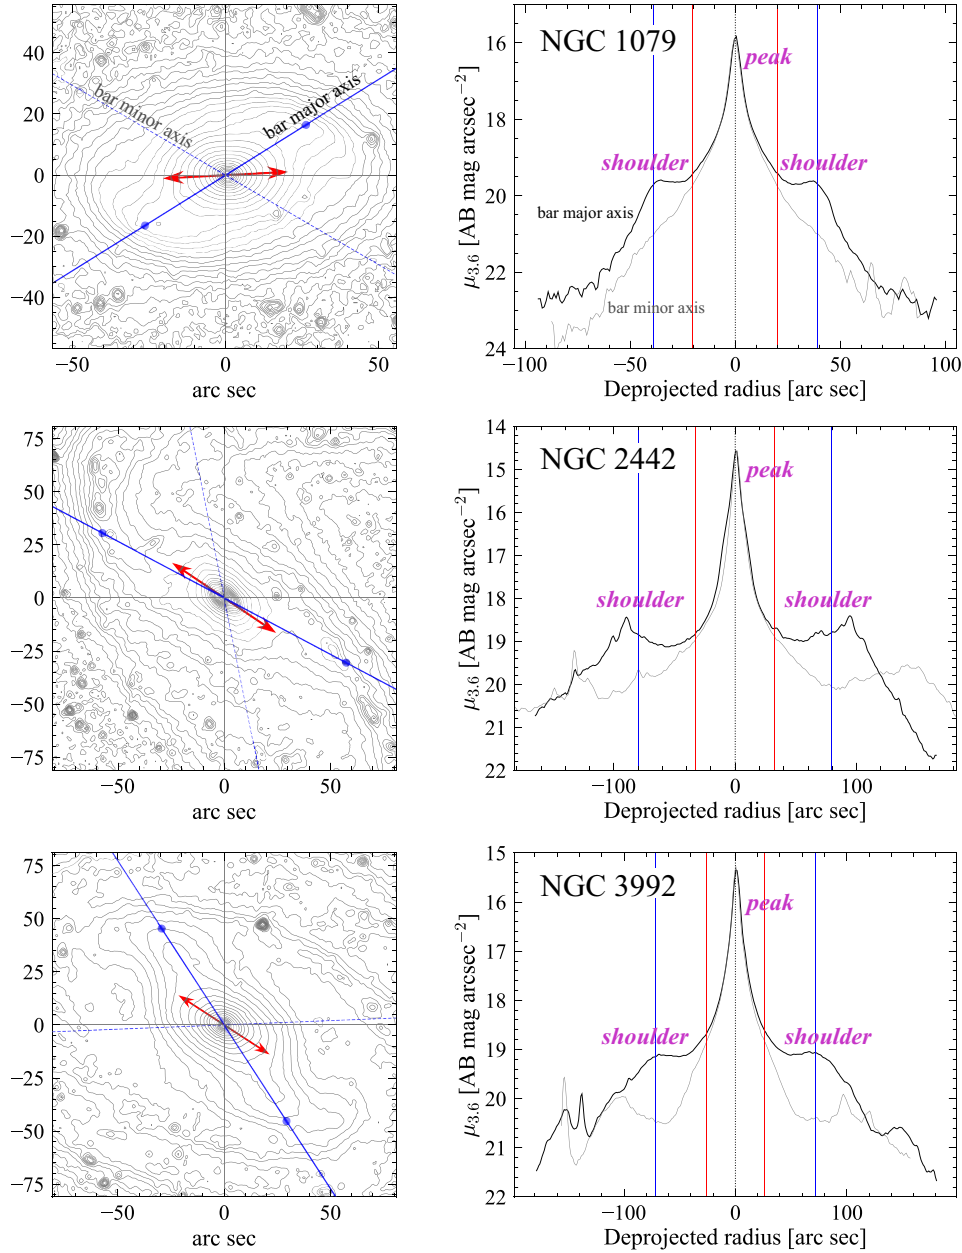 40
20
0
−20
−40
−50
0
50
arc sec
bar minor axis
bar major axis
NGC 1079
peak
shoulder
shoulder
bar major axis
bar minor axis
16
18
20
22
24
μ3.6 [AB mag arcsec−2]
−100
−50
0
50
100
Deprojected radius [arc sec]
75
50
25
0
−25
−50
−75
−50
0
50
arc sec
NGC 2442
peak
shoulder
shoulder
14
15
16
17
18
19
20
21
22
μ3.6 [AB mag arcsec−2]
−100
0
100
Deprojected radius [arc sec]
75
50
25
0
−25
−50
−75
−50
0
50
arc sec
NGC 3992
peak
shoulder
shoulder
15
16
17
18
19
20
21
22
μ3.6 [AB mag arcsec−2]
−100
0
100
Deprojected radius [arc sec]